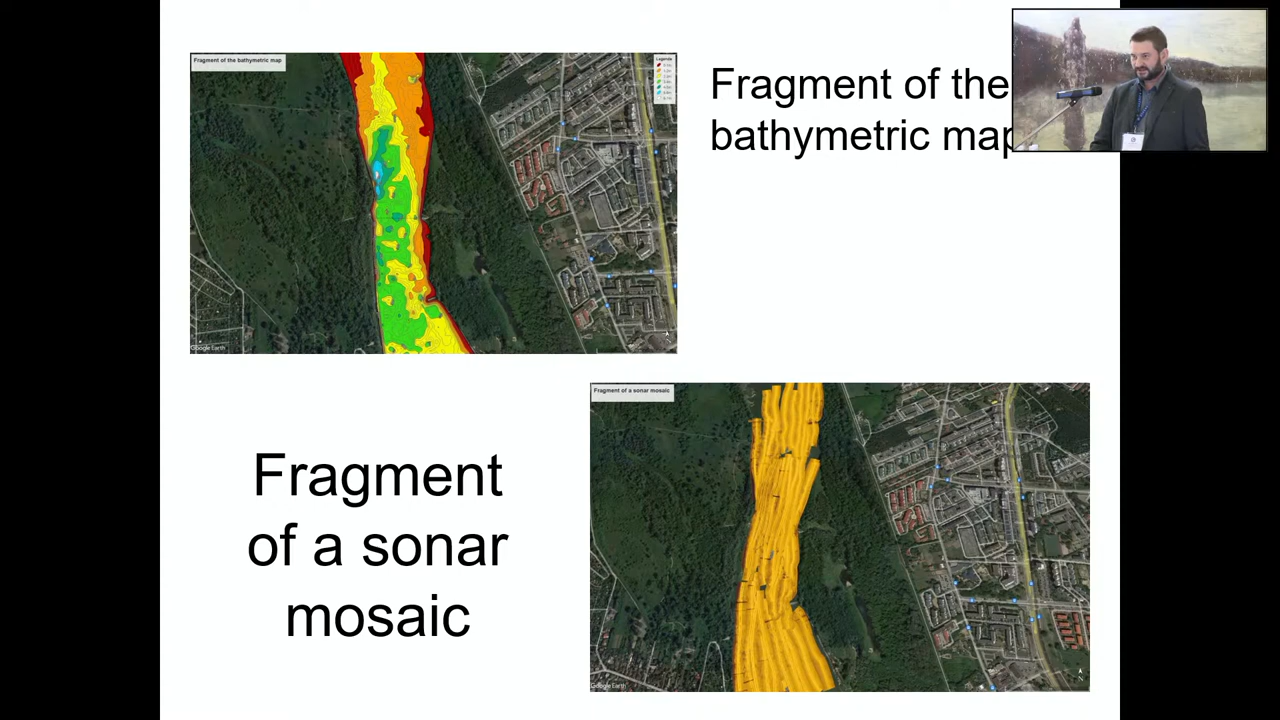 Fragment of the bathymetric map
Legenda
Google Earth
Fragment of the
bathymetric map
Fragment of a sonar mosaic
Google Earth
Fragment
of a sonar
mosaic